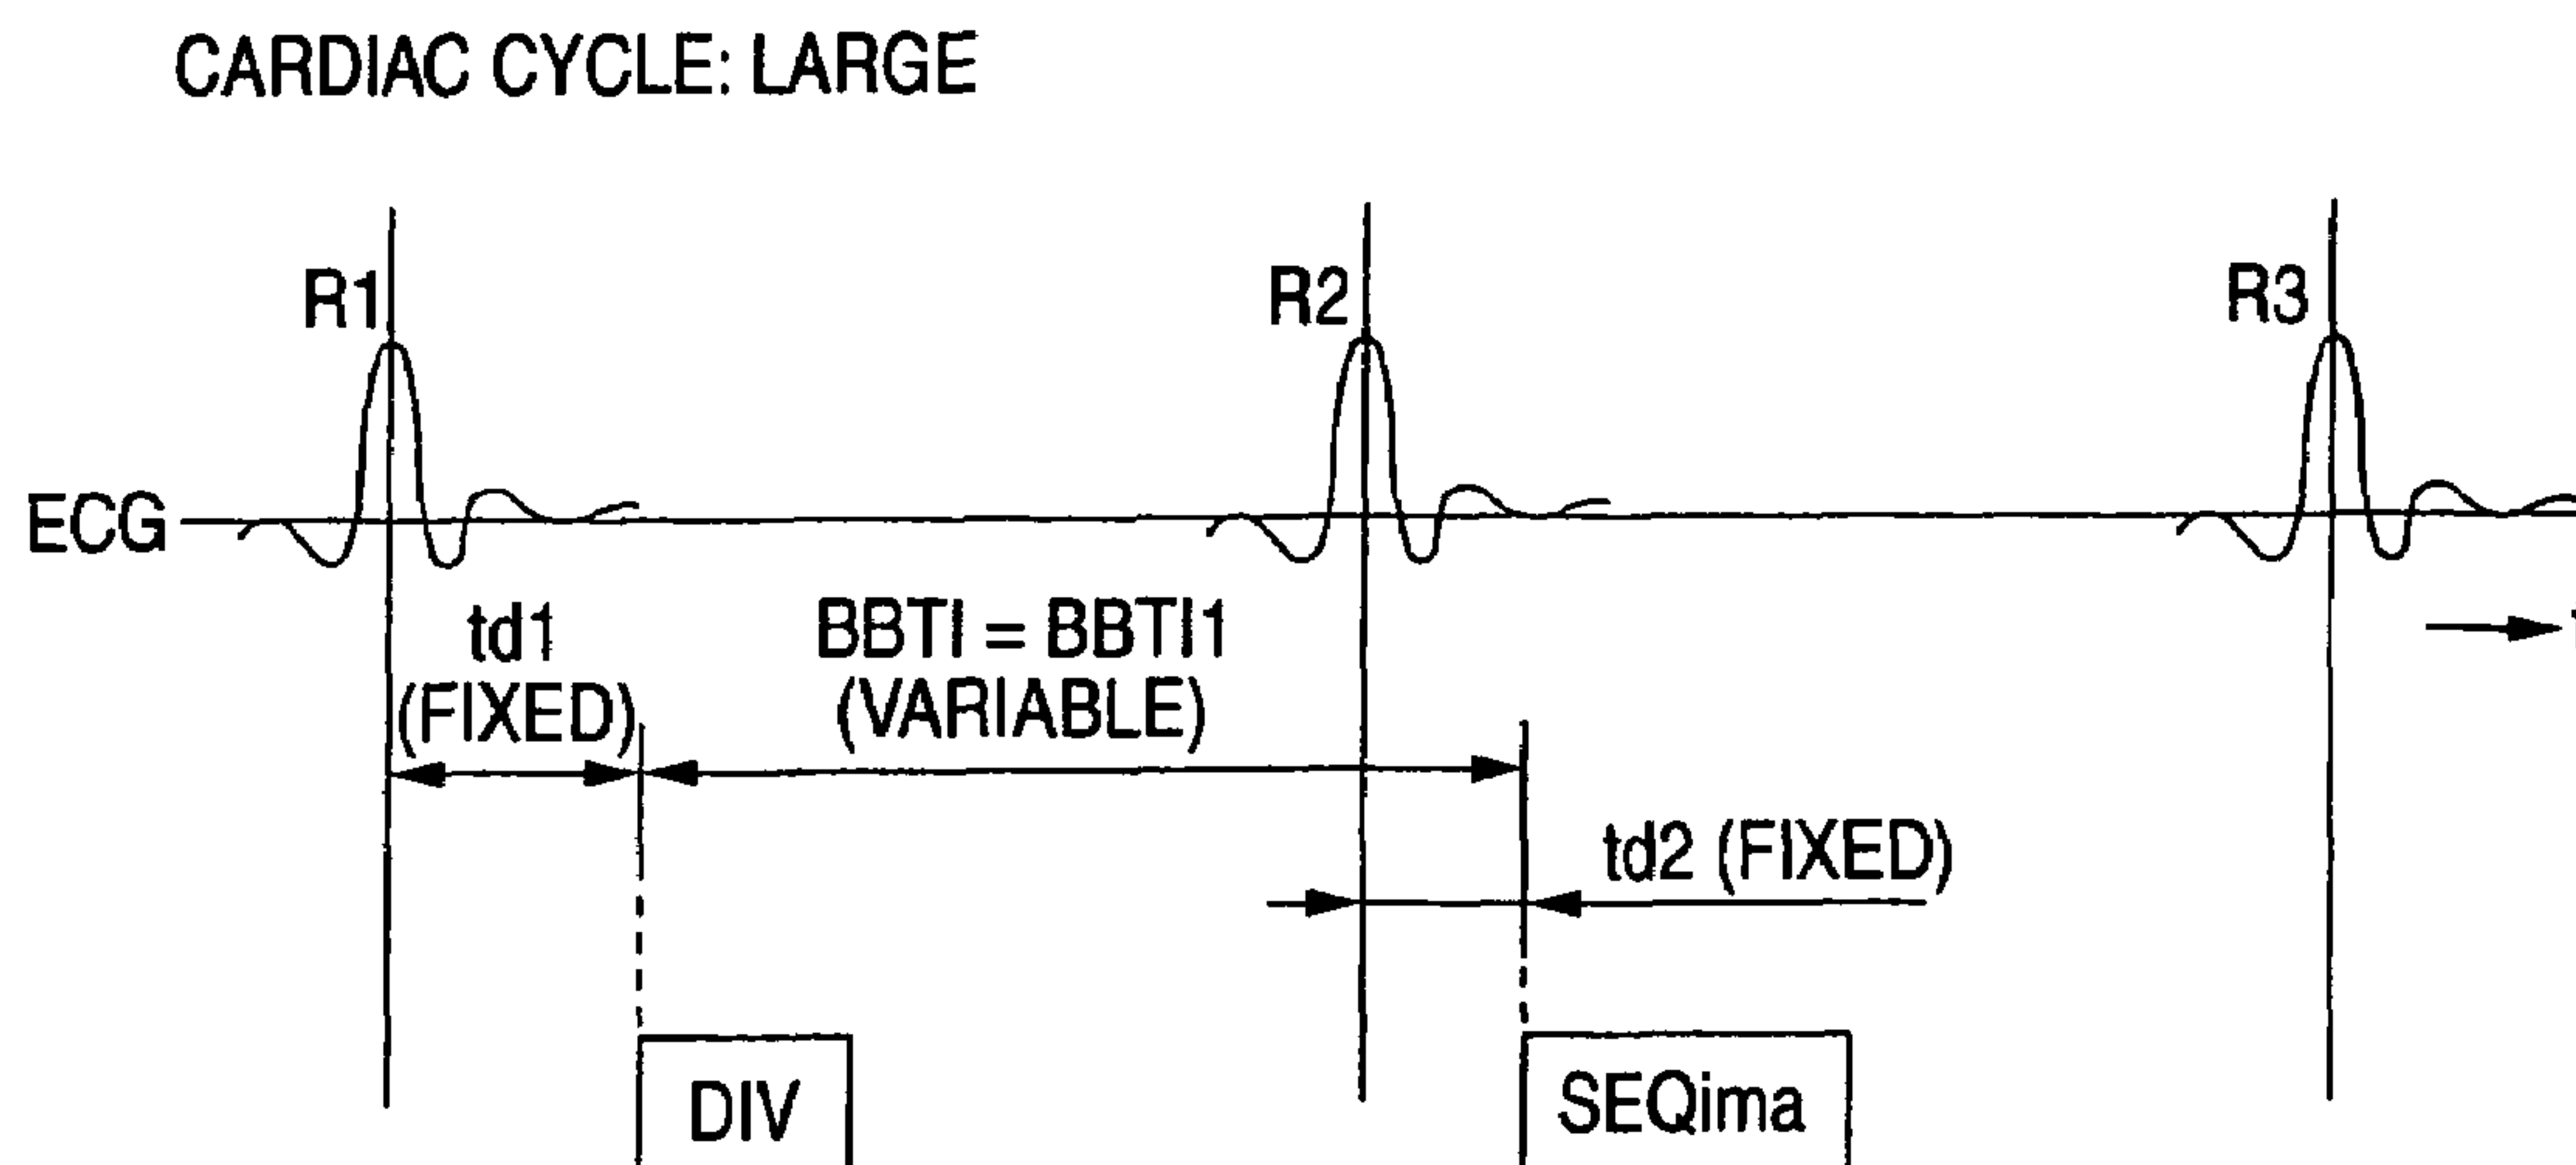 CARDIAC CYCLE: LARGE
R1
R2
R3
ECG
td1
(FIXED)
BBTI = BBTI1
(VARIABLE)
td2 (FIXED)
DIV
SEQima